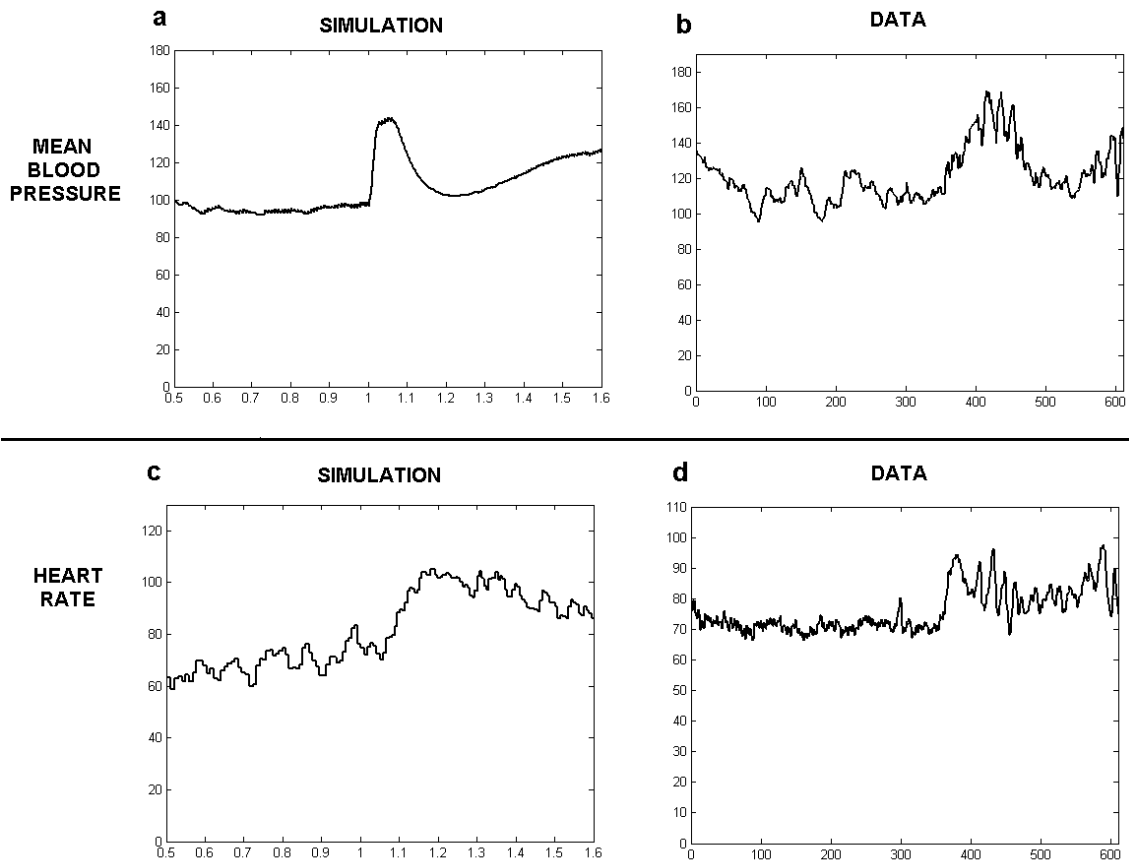 a
SIMULATION
b
DATA
MEAN
BLOOD
PRESSURE
180
160
140
120
100
80
60
40
20
0
0.5 0.6 0.7 0.8 0.9 1 1.1 1.2 1.3 1.4 1.5 1.6
180
160
140
120
100
80
60
40
20
0
0 100 200 300 400 500 600
c
SIMULATION
d
DATA
HEART
RATE
120
100
80
60
40
20
0
0.5 0.6 0.7 0.8 0.9 1 1.1 1.2 1.3 1.4 1.5 1.6
110
100
90
80
70
60
50
40
30
20
10
0
0 100 200 300 400 500 600